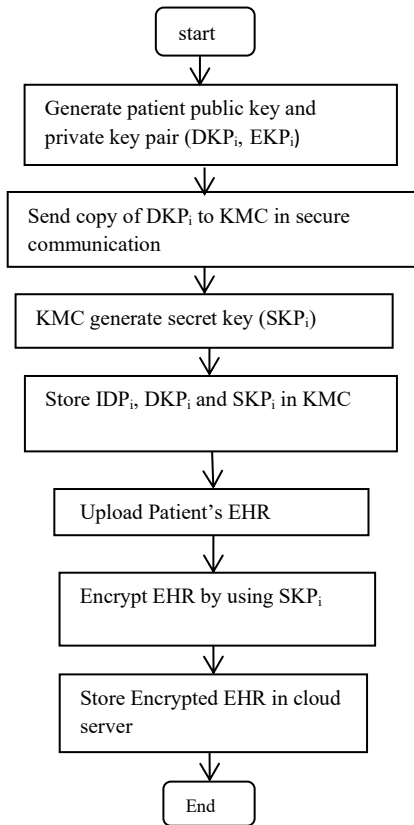 start
Generate patient public key and
private key pair (DKPᵢ, EKPᵢ)
Send copy of DKPᵢ to KMC in secure
communication
KMC generate secret key (SKPᵢ)
Store IDPᵢ, DKPᵢ and SKPᵢ in KMC
Upload Patient’s EHR
Encrypt EHR by using SKPᵢ
Store Encrypted EHR in cloud
server
End